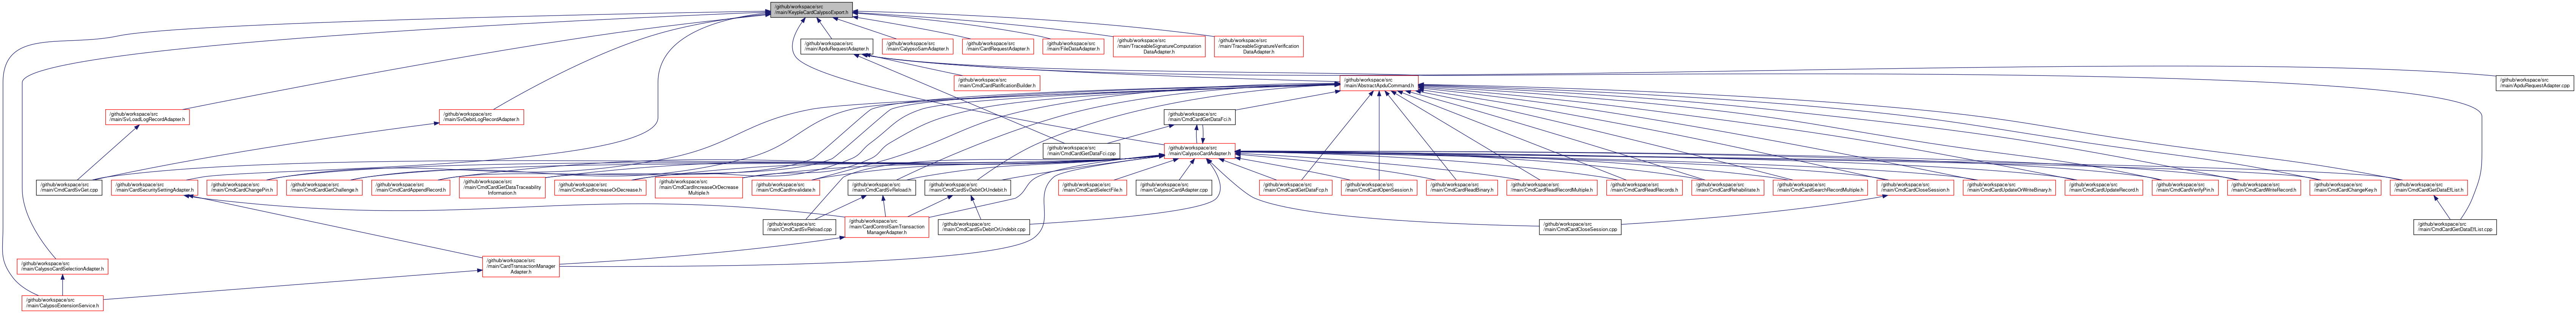 /github/workspace/src
/main/KeypleCardCalypsoExport.h
/github/workspace/src
/main/ApduRequestAdapter.h
/github/workspace/src
/main/CalypsoSamAdapter.h
/github/workspace/src
/main/CardRequestAdapter.h
/github/workspace/src
/main/FileDataAdapter.h
/github/workspace/src
/main/TraceableSignatureComputation
DataAdapter.h
/github/workspace/src
/main/TraceableSignatureVerification
DataAdapter.h
/github/workspace/src
/main/CmdCardRatificationBuilder.h
/github/workspace/src
/main/AbstractApduCommand.h
/github/workspace/src
/main/ApduRequestAdapter.cpp
/github/workspace/src
/main/SvLoadLogRecordAdapter.h
/github/workspace/src
/main/SvDebitLogRecordAdapter.h
/github/workspace/src
/main/CmdCardGetDataFci.h
/github/workspace/src
/main/CmdCardGetDataFci.cpp
/github/workspace/src
/main/CalypsoCardAdapter.h
/github/workspace/src
/main/CmdCardSvGet.cpp
/github/workspace/src
/main/CardSecuritySettingAdapter.h
/github/workspace/src
/main/CmdCardChangePin.h
/github/workspace/src
/main/CmdCardGetChallenge.h
/github/workspace/src
/main/CmdCardAppendRecord.h
/github/workspace/src
/main/CmdCardGetDataTraceability
Information.h
/github/workspace/src
/main/CmdCardIncreaseOrDecrease.h
/github/workspace/src
/main/CmdCardIncreaseOrDecrease
Multiple.h
/github/workspace/src
/main/CmdCardInvalidate.h
/github/workspace/src
/main/CmdCardSvReload.h
/github/workspace/src
/main/CmdCardSvDebitOrUndebit.h
/github/workspace/src
/main/CmdCardSelectFile.h
/github/workspace/src
/main/CalypsoCardAdapter.cpp
/github/workspace/src
/main/CmdCardGetDataFcp.h
/github/workspace/src
/main/CmdCardOpenSession.h
/github/workspace/src
/main/CmdCardReadBinary.h
/github/workspace/src
/main/CmdCardReadRecordMultiple.h
/github/workspace/src
/main/CmdCardReadRecords.h
/github/workspace/src
/main/CmdCardRehabilitate.h
/github/workspace/src
/main/CmdCardSearchRecordMultiple.h
/github/workspace/src
/main/CmdCardCloseSession.h
/github/workspace/src
/main/CmdCardUpdateOrWriteBinary.h
/github/workspace/src
/main/CmdCardUpdateRecord.h
/github/workspace/src
/main/CmdCardVerifyPin.h
/github/workspace/src
/main/CmdCardWriteRecord.h
/github/workspace/src
/main/CmdCardChangeKey.h
/github/workspace/src
/main/CmdCardGetDataEfList.h
/github/workspace/src
/main/CmdCardSvReload.cpp
/github/workspace/src
/main/CardControlSamTransaction
ManagerAdapter.h
/github/workspace/src
/main/CmdCardSvDebitOrUndebit.cpp
/github/workspace/src
/main/CmdCardCloseSession.cpp
/github/workspace/src
/main/CmdCardGetDataEfList.cpp
/github/workspace/src
/main/CalypsoCardSelectionAdapter.h
/github/workspace/src
/main/CardTransactionManager
Adapter.h
/github/workspace/src
/main/CalypsoExtensionService.h